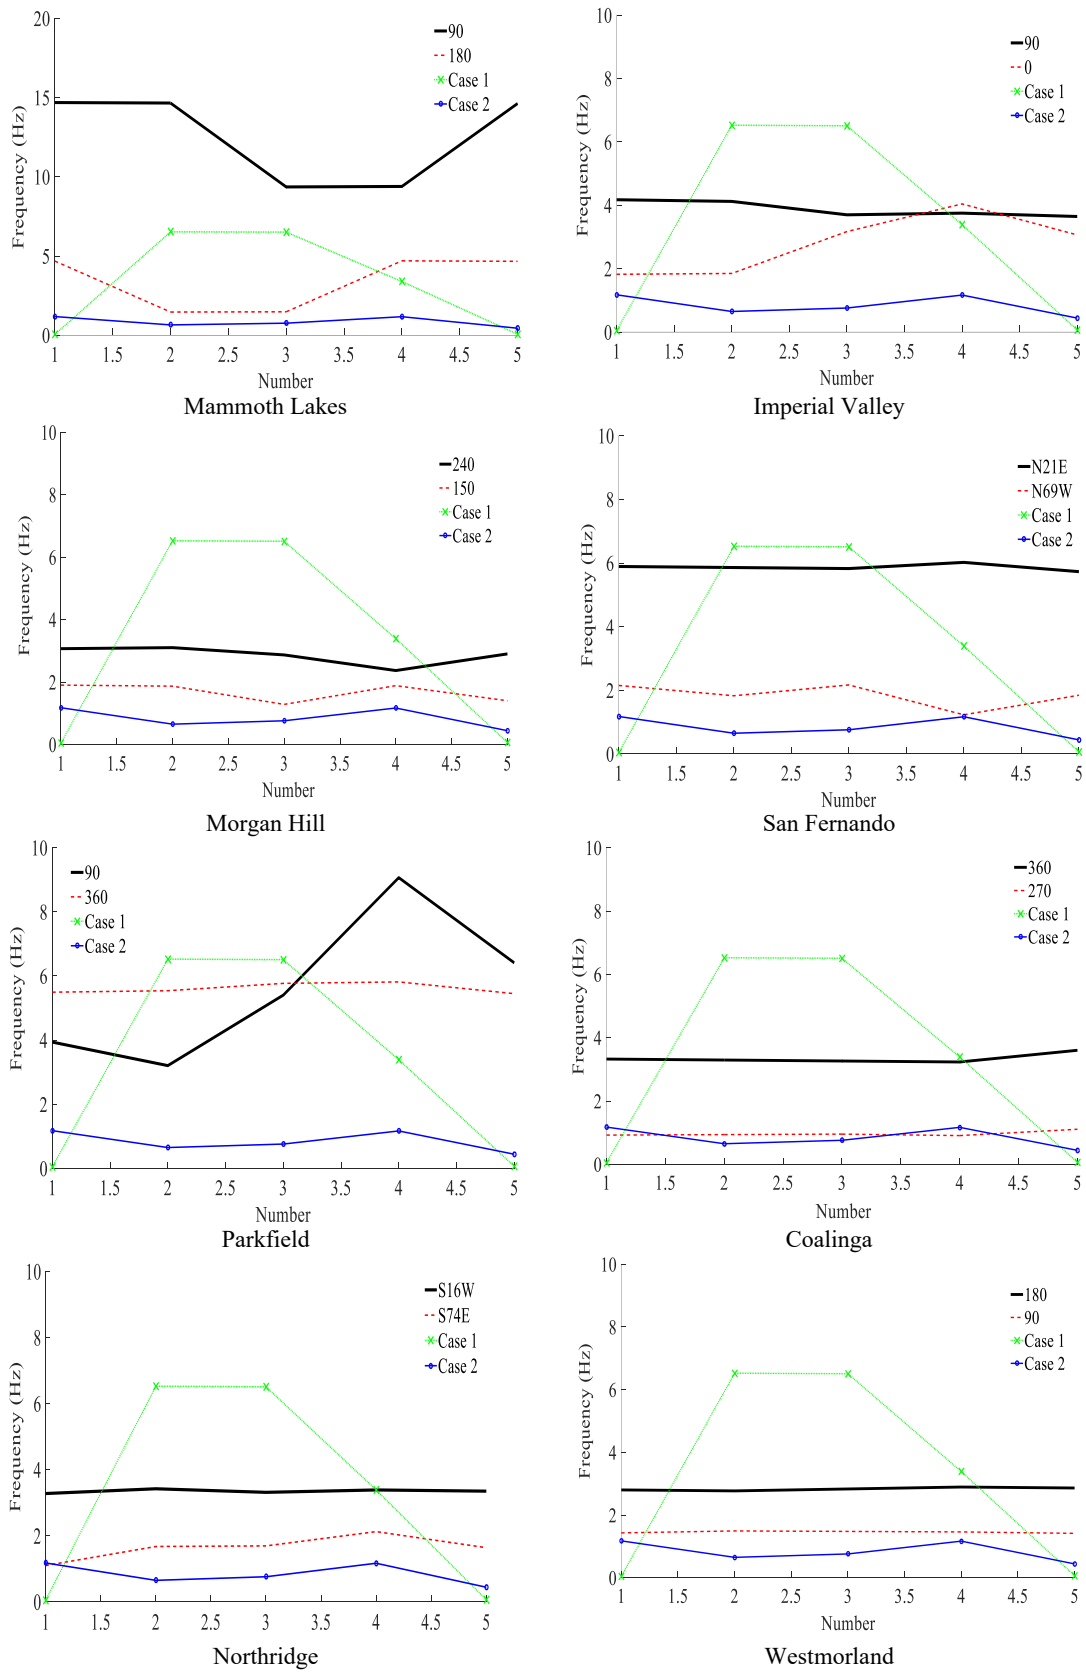 20
15
10
5
0
Frequency (Hz)
90
180
Case 1
Case 2
1 1.5 2 2.5 3 3.5 4 4.5 5
Number
Mammoth Lakes
10
8
6
4
2
0
Frequency (Hz)
90
0
Case 1
Case 2
1 1.5 2 2.5 3 3.5 4 4.5 5
Number
Imperial Valley
10
8
6
4
2
0
Frequency (Hz)
240
150
Case 1
Case 2
1 1.5 2 2.5 3 3.5 4 4.5 5
Number
Morgan Hill
10
8
6
4
2
0
Frequency (Hz)
N21E
N69W
Case 1
Case 2
1 1.5 2 2.5 3 3.5 4 4.5 5
Number
San Fernando
10
8
6
4
2
0
Frequency (Hz)
90
360
Case 1
Case 2
1 1.5 2 2.5 3 3.5 4 4.5 5
Number
Parkfield
10
8
6
4
2
0
Frequency (Hz)
360
270
Case 1
Case 2
1 1.5 2 2.5 3 3.5 4 4.5 5
Number
Coalinga
10
8
6
4
2
0
Frequency (Hz)
S16W
S74E
Case 1
Case 2
1 1.5 2 2.5 3 3.5 4 4.5 5
Northridge
10
8
6
4
2
0
Frequency (Hz)
180
90
Case 1
Case 2
1 1.5 2 2.5 3 3.5 4 4.5 5
Number
Westmorland